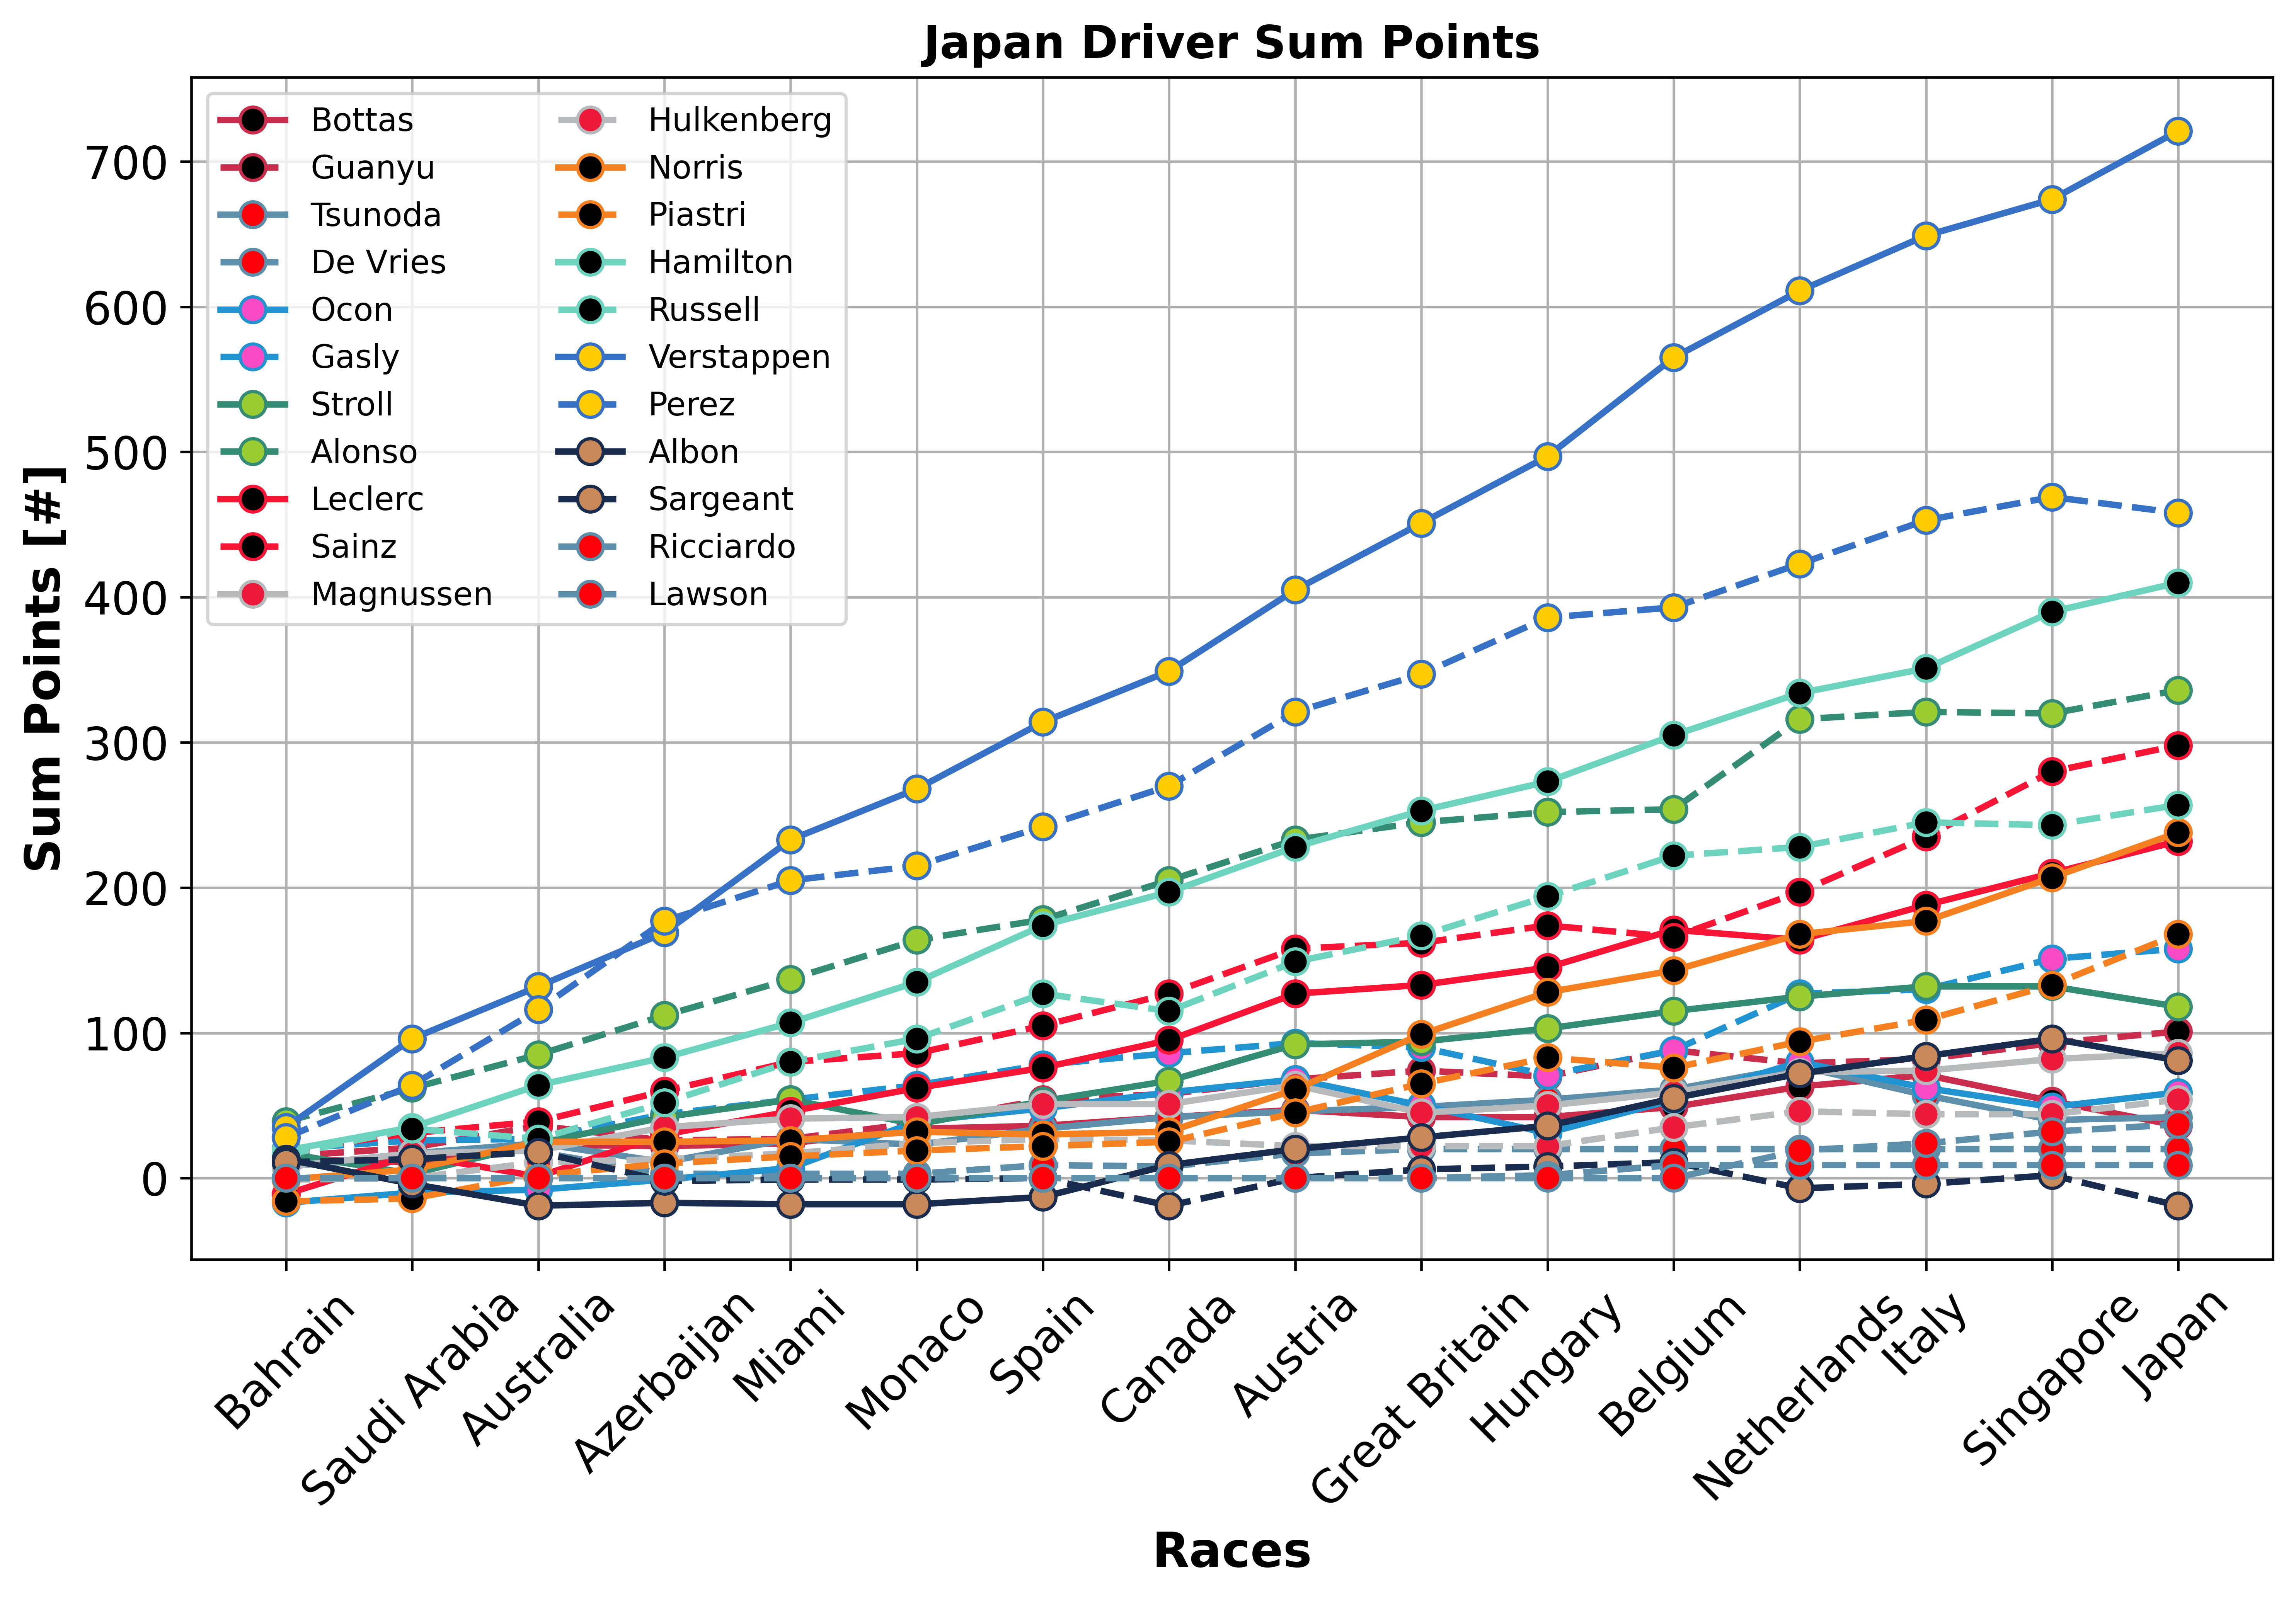 Japan Driver Sum Points
Sum Points [#]
700
600
500
400
300
200
100
0
Bottas
Guanyu
Tsunoda
De Vries
Ocon
Gasly
Stroll
Alonso
Leclerc
Sainz
Magnussen
Hulkenberg
Norris
Piastri
Hamilton
Russell
Verstappen
Perez
Albon
Sargeant
Ricciardo
Lawson
Bahrain
Saudi Arabia
Australia
Azerbaijan
Miami
Monaco
Spain
Canada
Austria
Great Britain
Hungary
Belgium
Netherlands
Italy
Singapore
Japan
Races